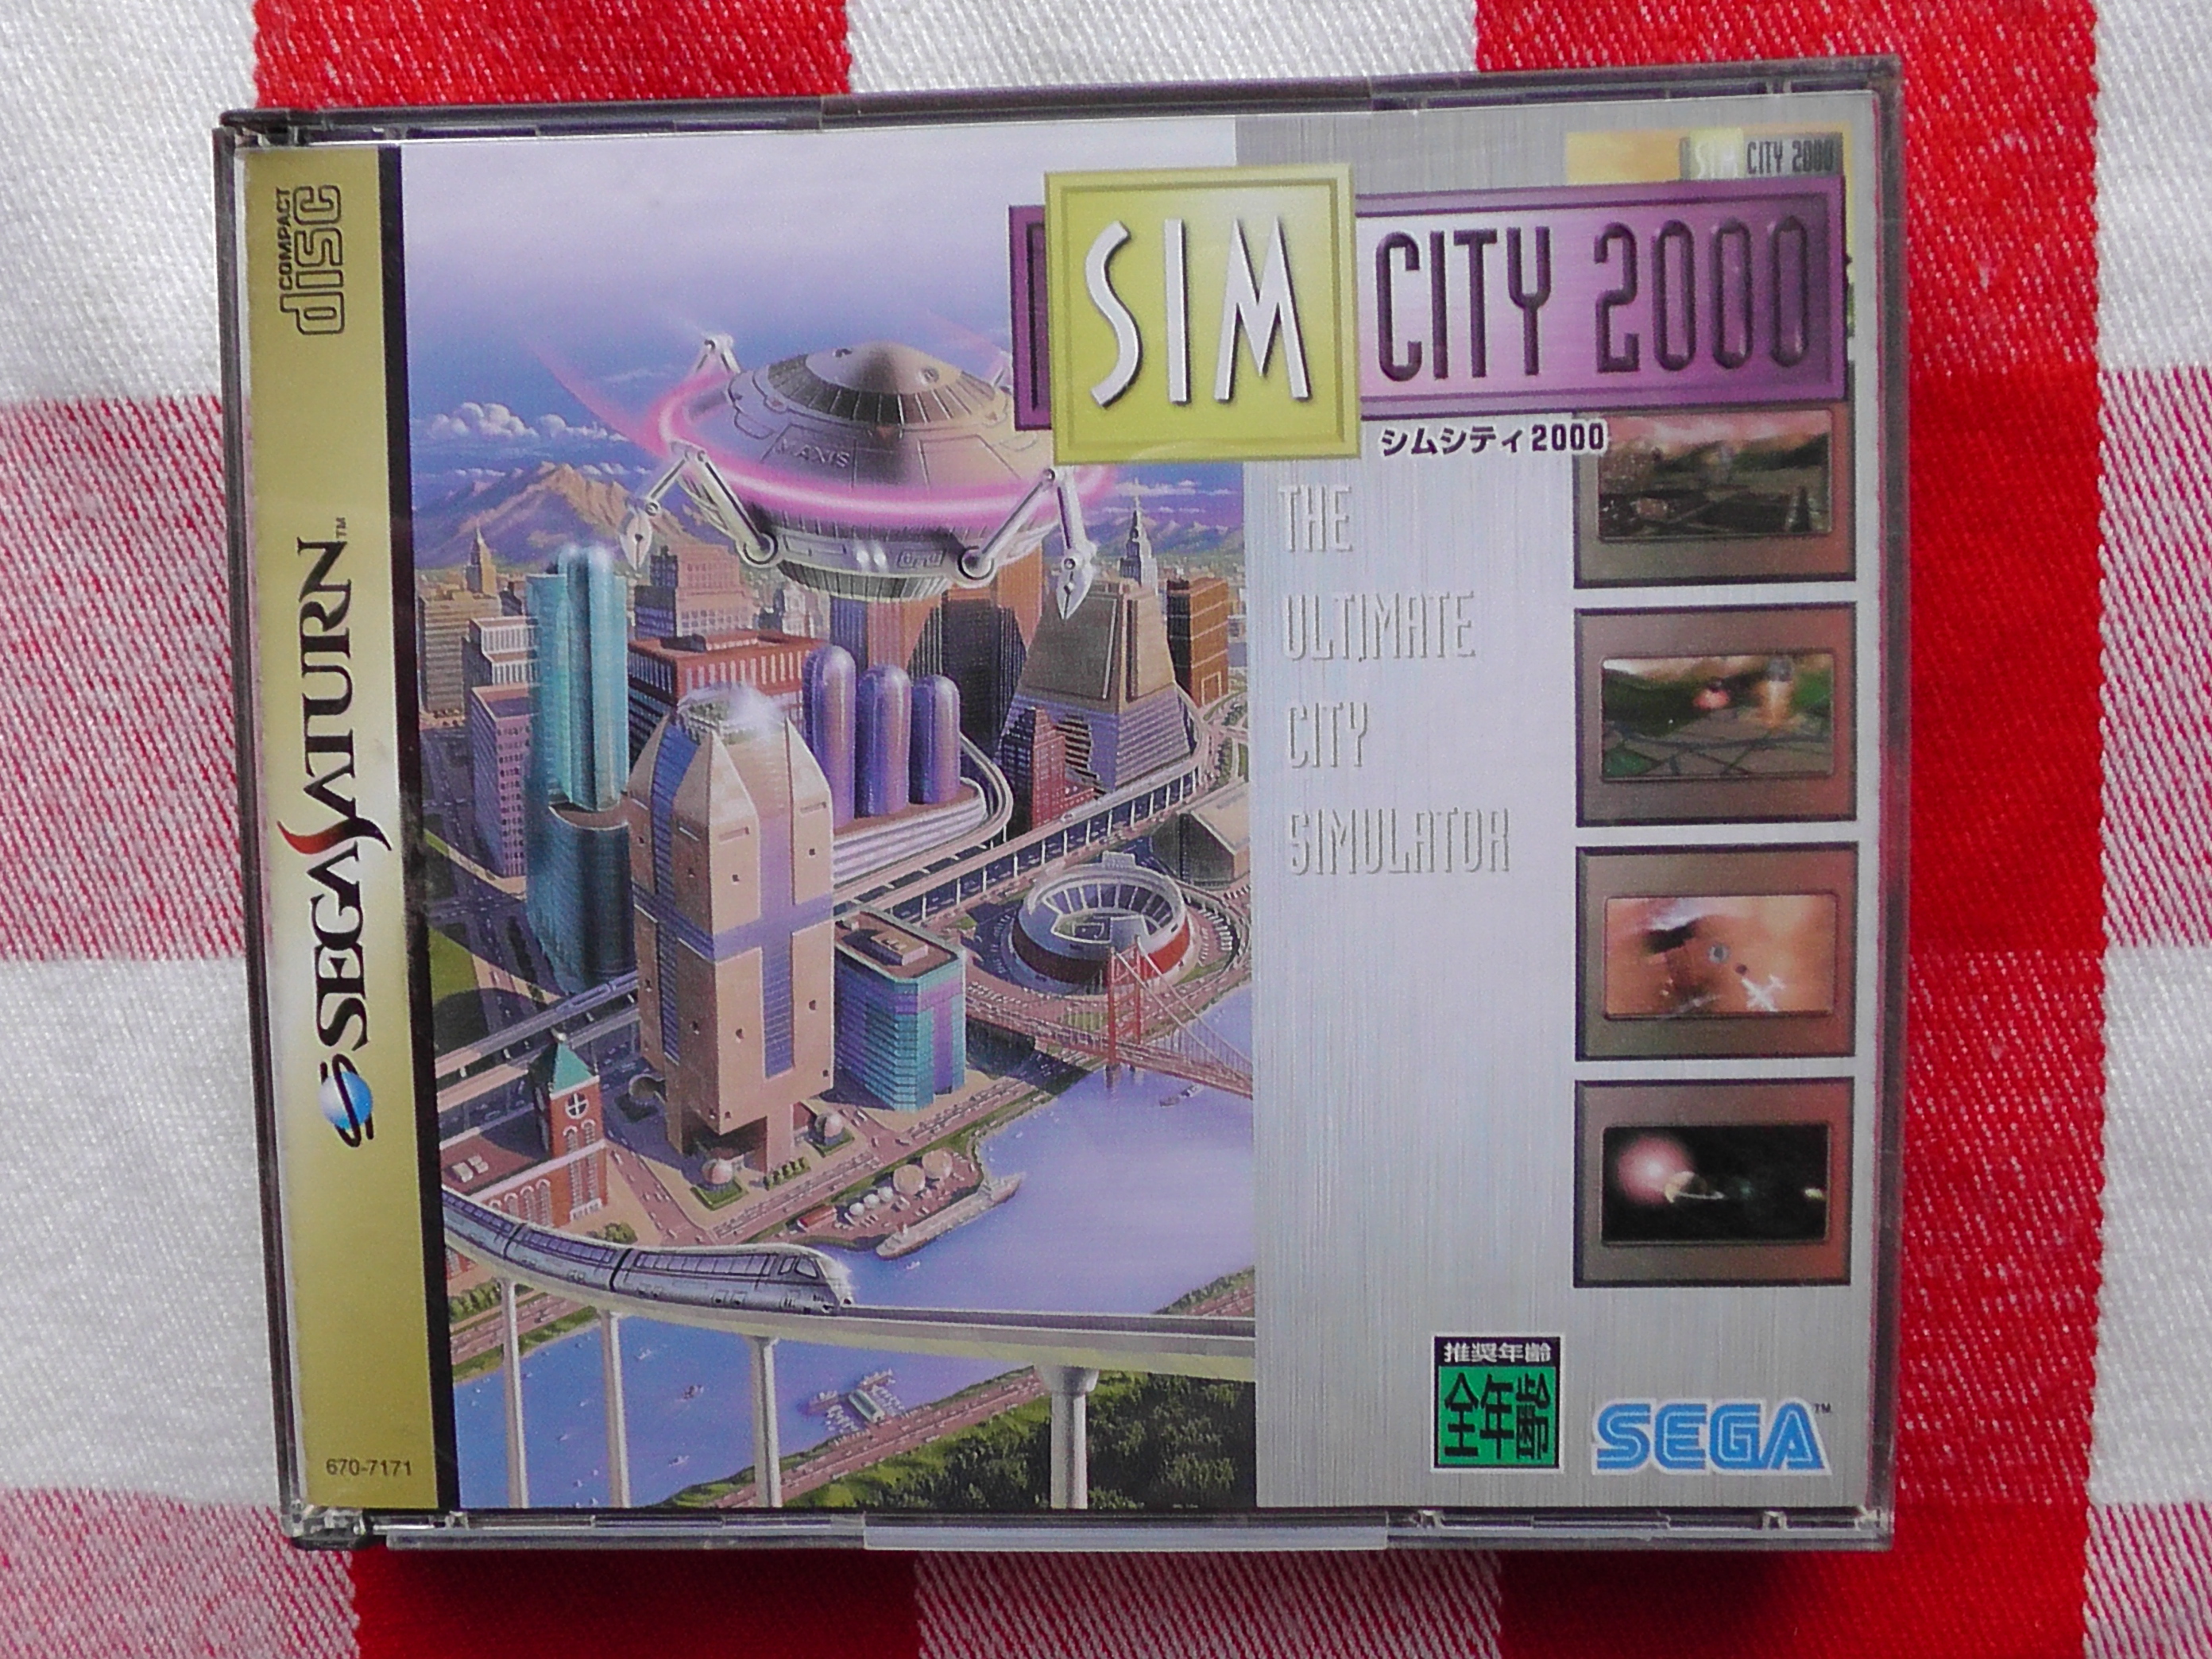 COMPACT
disc
SEGA SATURN™
670-7171
SIM CITY 2000
SIM CITY 2000
シムシティ2000
THE
ULTIMATE
CITY
SIMULATOR
MAXIS
推奨年齢
全年齢
SEGA™